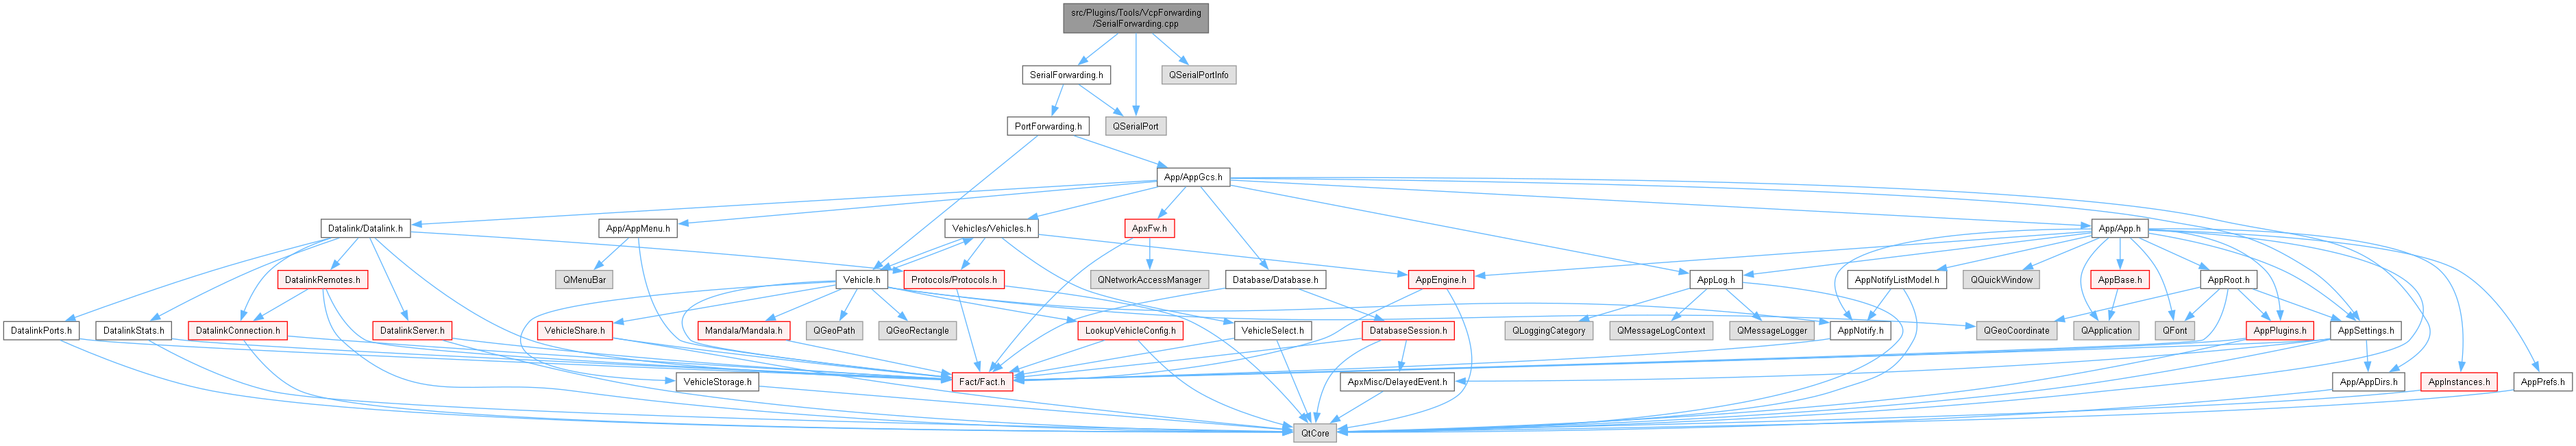 src/Plugins/Tools/VcpForwarding
/SerialForwarding.cpp
SerialForwarding.h
QSerialPortInfo
PortForwarding.h
QSerialPort
App/AppGcs.h
Datalink/Datalink.h
App/AppMenu.h
Vehicles/Vehicles.h
ApxFw.h
App/App.h
DatalinkRemotes.h
QMenuBar
Vehicle.h
Protocols/Protocols.h
QNetworkAccessManager
Database/Database.h
AppEngine.h
AppLog.h
AppNotifyListModel.h
QQuickWindow
AppBase.h
AppRoot.h
DatalinkPorts.h
DatalinkStats.h
DatalinkConnection.h
DatalinkServer.h
VehicleShare.h
Mandala/Mandala.h
QGeoPath
QGeoRectangle
LookupVehicleConfig.h
VehicleSelect.h
DatabaseSession.h
QLoggingCategory
QMessageLogContext
QMessageLogger
AppNotify.h
QGeoCoordinate
QApplication
QFont
AppPlugins.h
AppSettings.h
VehicleStorage.h
Fact/Fact.h
ApxMisc/DelayedEvent.h
App/AppDirs.h
AppInstances.h
AppPrefs.h
QtCore